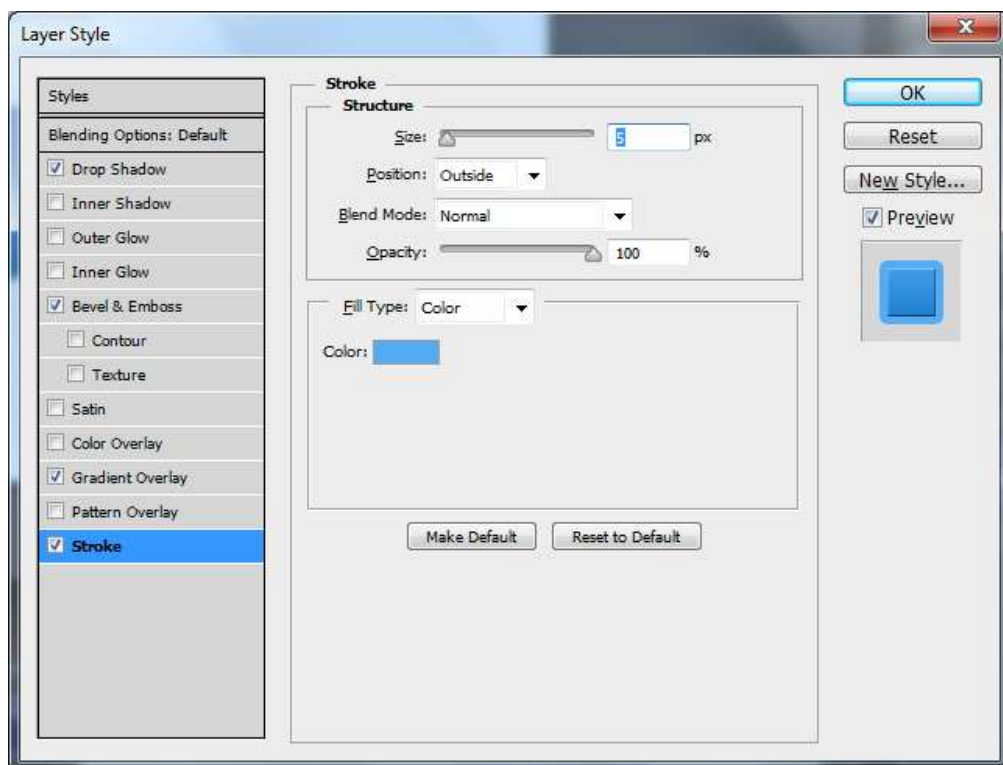 Layer Style
X
Styles
Blending Options: Default
Drop Shadow
Inner Shadow
Outer Glow
Inner Glow
Bevel & Emboss
Contour
Texture
Satin
Color Overlay
Gradient Overlay
Pattern Overlay
Stroke
Stroke
Structure
Size: 5 px
Position: Outside
Blend Mode: Normal
Opacity: 100 %
Fill Type: Color
Color:
Make Default Reset to Default
OK
Reset
New Style...
Preview